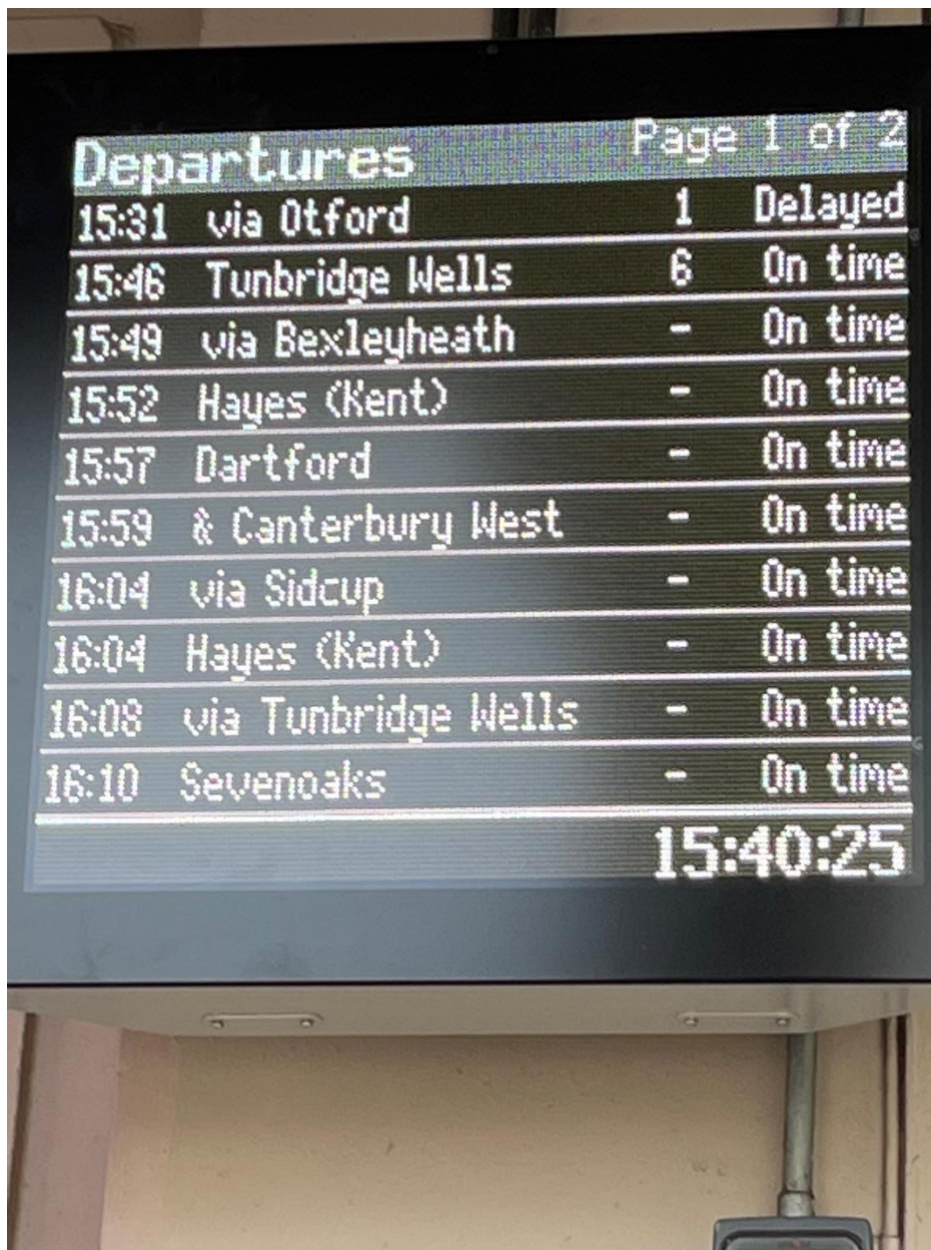 Departures Page 1 of 2
15:31 via Otford 1 Delayed
15:46 Tunbridge Wells 6 On time
15:49 via Bexleyheath - On time
15:52 Hayes (Kent) - On time
15:57 Dartford - On time
15:59 & Canterbury West - On time
16:04 via Sidcup - On time
16:04 Hayes (Kent) - On time
16:08 via Tunbridge Wells - On time
16:10 Sevenoaks - On time
15:40:25